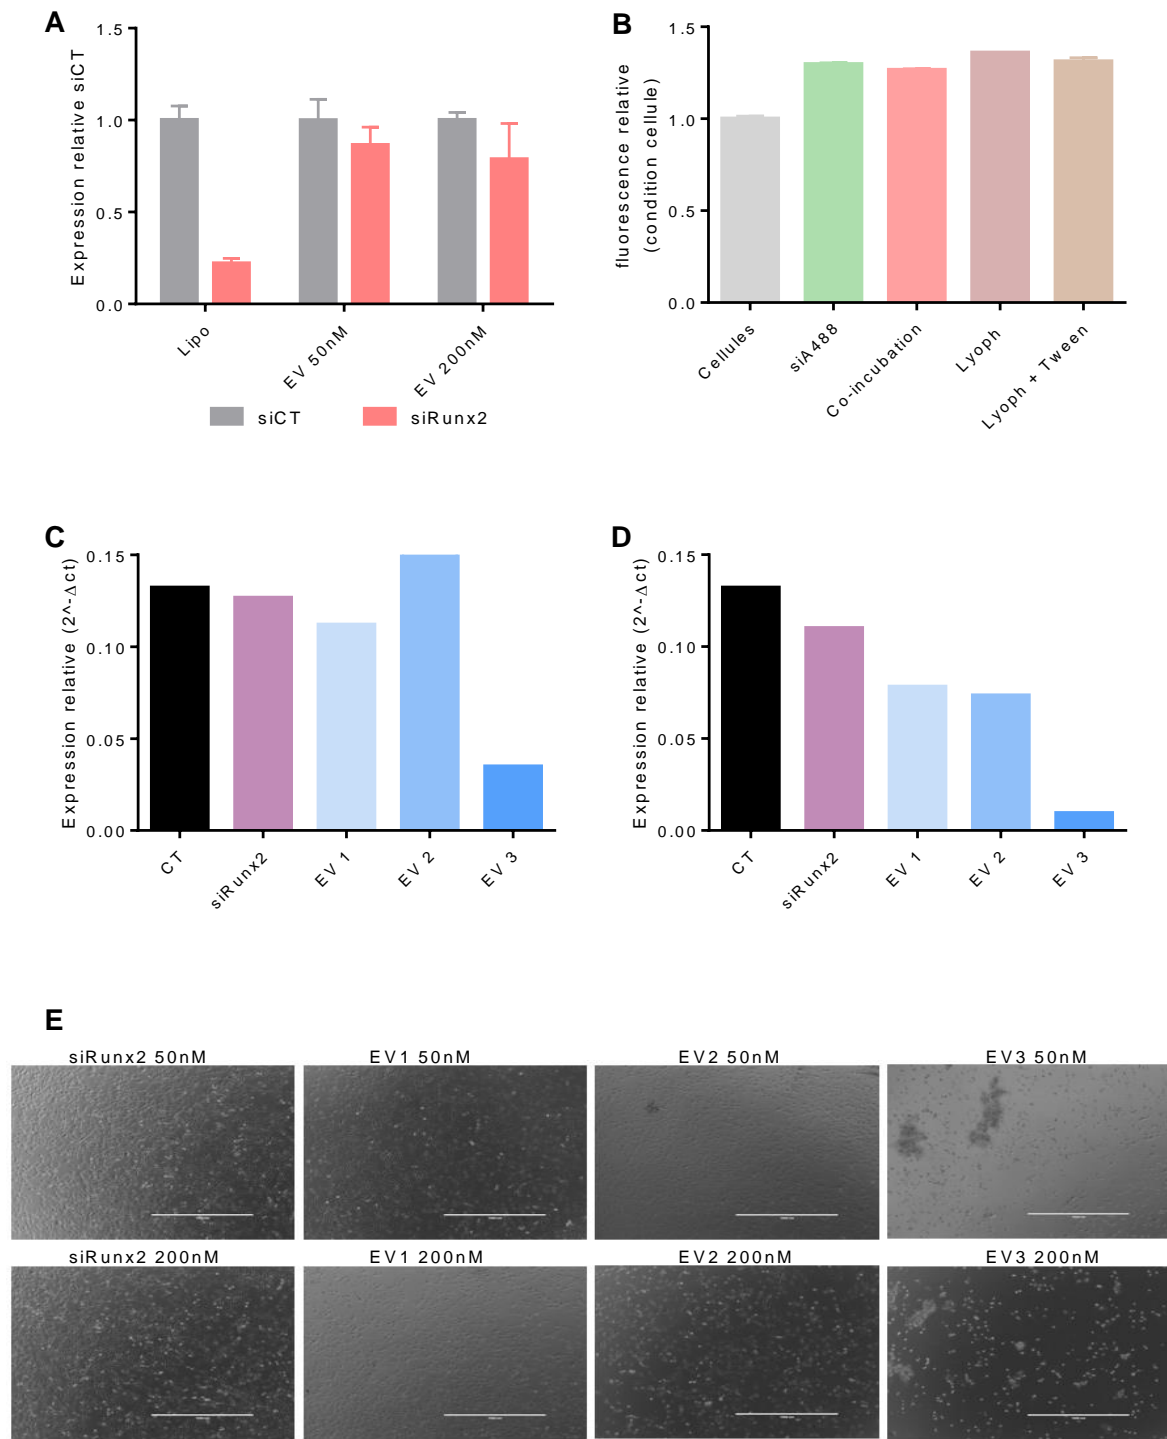 A
Expression relative siCT
1.5
1.0
0.5
0.0
Lipo
EV 50nM
EV 200nM
siCT
siRunx2
B
fluorescence relative
(condition cellule)
1.5
1.0
0.5
0.0
Cellules
siA488
Co-incubation
Lyoph
Lyoph + Tween
C
Expression relative (2^-Δct)
0.15
0.10
0.05
0.00
CT
siRunx2
EV 1
EV 2
EV 3
D
Expression relative (2^-Δct)
0.15
0.10
0.05
0.00
CT
siRunx2
EV 1
EV 2
EV 3
E
siRunx2 50nM
EV1 50nM
EV2 50nM
EV3 50nM
siRunx2 200nM
EV1 200nM
EV2 200nM
EV3 200nM